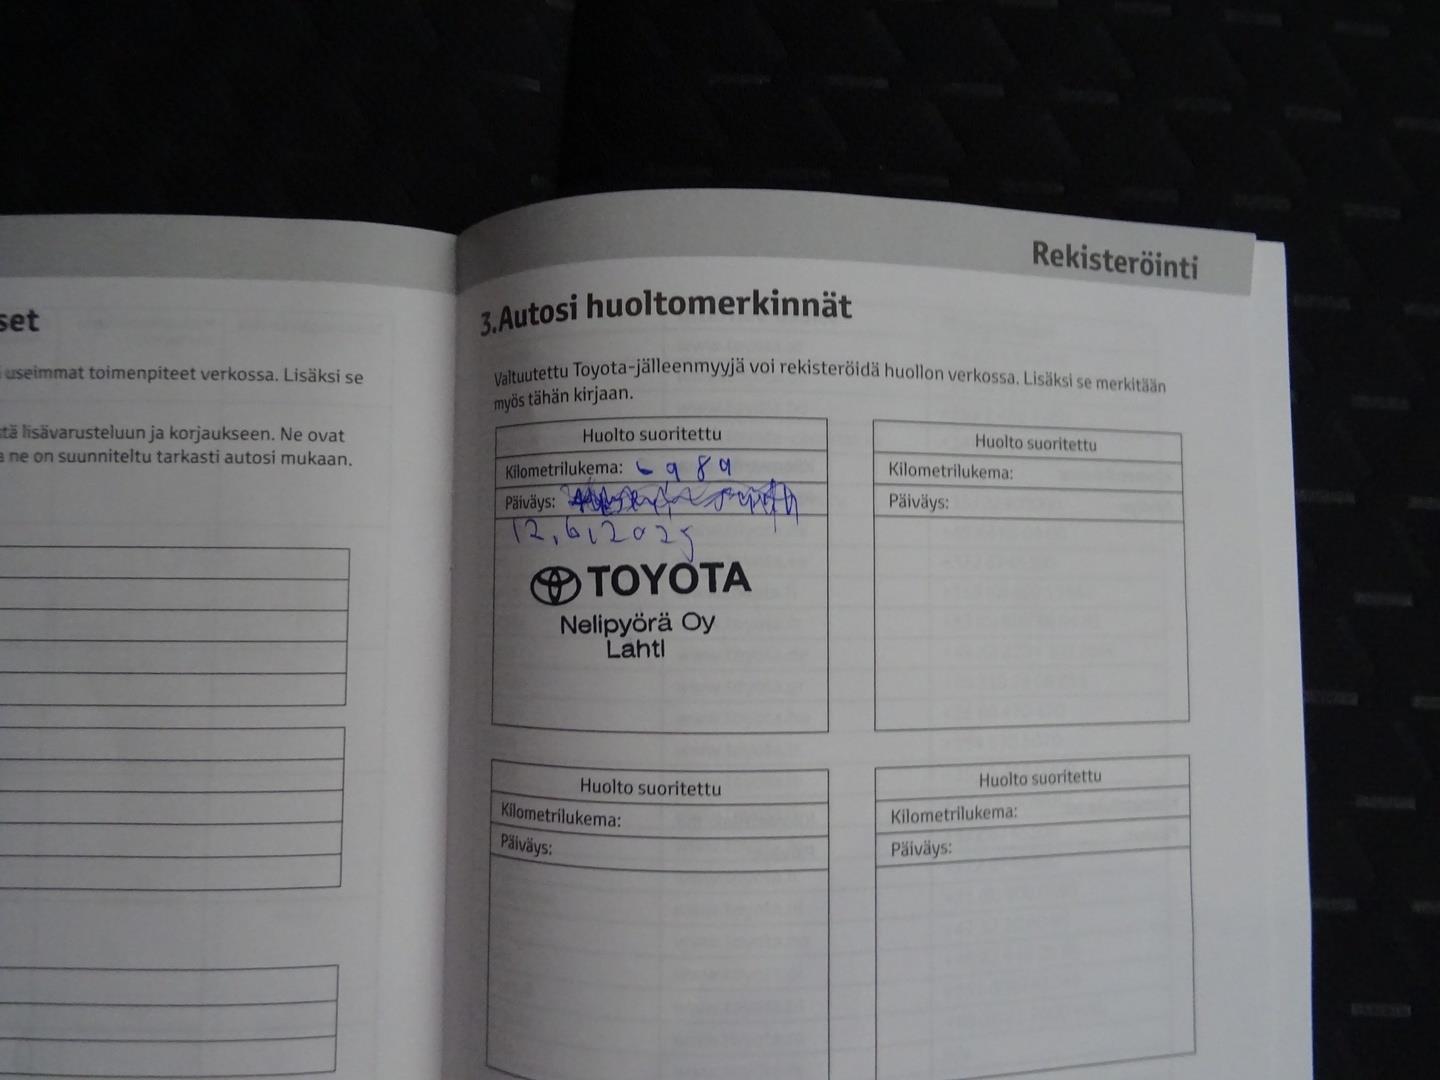 set
useimmat toimenpiteet verkossa. Lisäksi se
tä lisävarusteluun ja korjaukseen. Ne ovat
ne on suunniteltu tarkasti autosi mukaan.
Rekisteröinti
3.Autosi huoltomerkinnät
Valtuutettu Toyota-jälleenmyyjä voi rekisteröidä huollon verkossa. Lisäksi se merkitään
myös tähän kirjaan.
Huolto suoritettu
Kilometrilukema: 6989
Päiväys:
12.6.2025
TOYOTA
Nelipyörä Oy
Lahti
Huolto suoritettu
Kilometrilukema:
Päiväys:
Huolto suoritettu
Kilometrilukema:
Päiväys:
Huolto suoritettu
Kilometrilukema:
Päiväys: